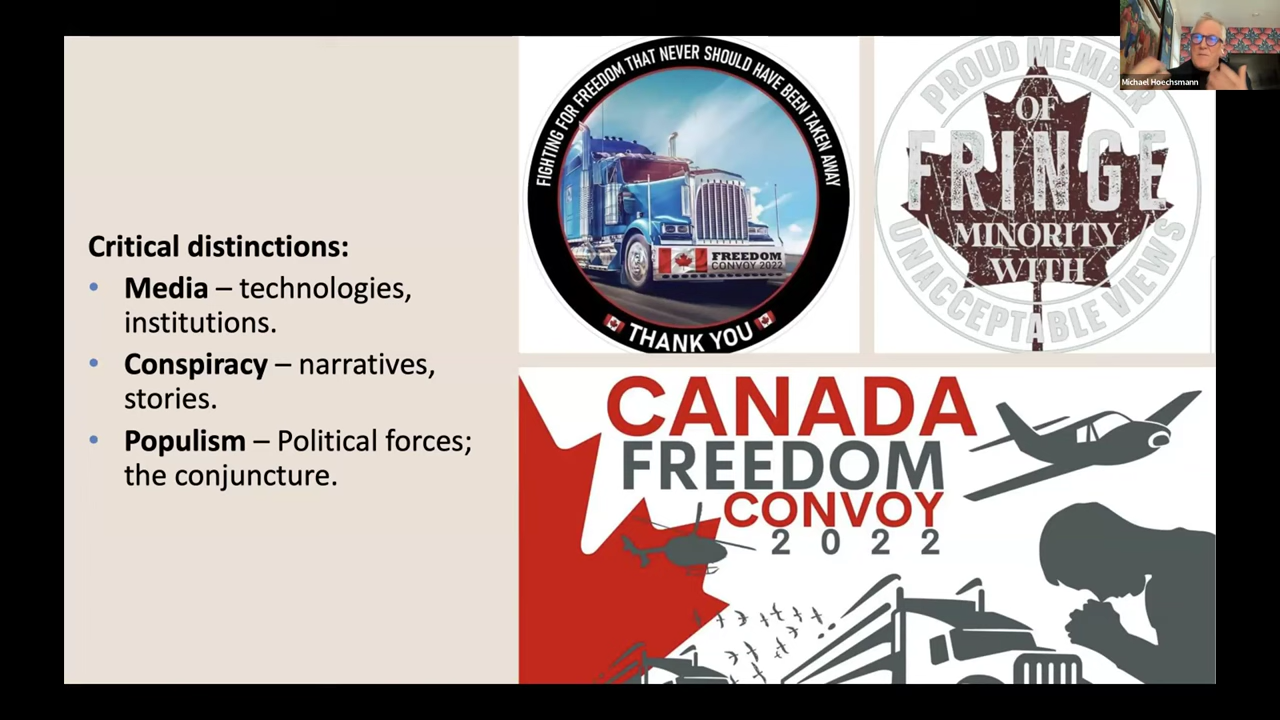 Critical distinctions:
• Media – technologies,
institutions.
• Conspiracy – narratives,
stories.
• Populism – Political forces;
the conjuncture.
FIGHTING FOR FREEDOM THAT NEVER SHOULD HAVE BEEN TAKEN AWAY
FREEDOM
CONVOY 2022
THANK YOU
PROUD MEMBER
OF
FRINGE
MINORITY
WITH
UNACCEPTABLE VIEWS
Michael Hoechsmann
CANADA
FREEDOM
CONVOY
2022